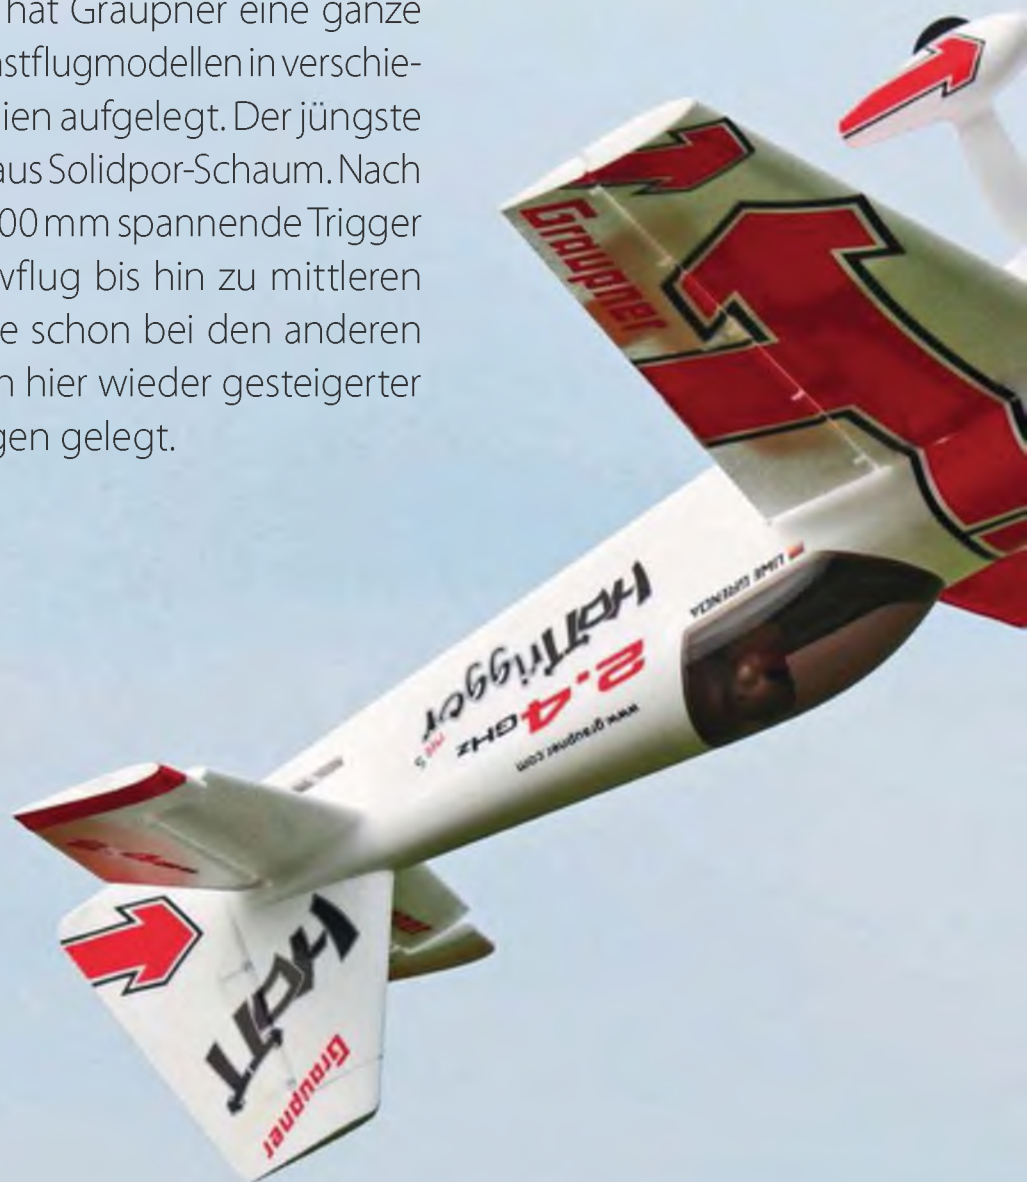 hat Graupner eine ganze
stflugmodellen in verschie-
ien aufgelegt. Der jüngste
aus Solidpor-Schaum. Nach
00 mm spannende Trigger
vflug bis hin zu mittleren
e schon bei den anderen
n hier wieder gesteigerter
gen gelegt.
Graupner
HoTTrigger
2.4GHz
www.graupner.com
HoTT
Graupner